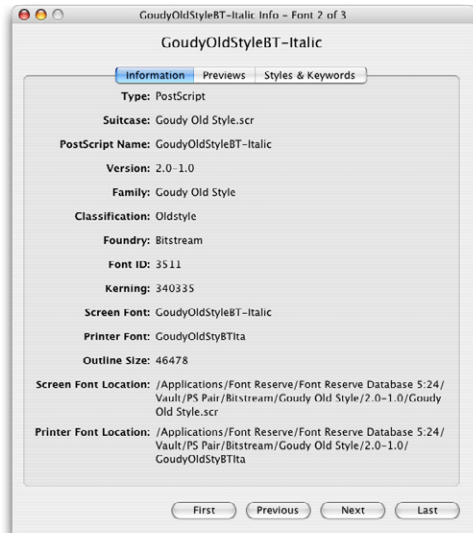 GoudyOldStyleBT-Italic Info – Font 2 of 3
GoudyOldStyleBT-Italic
Information Previews Styles & Keywords
Type: PostScript
Suitcase: Goudy Old Style.scr
PostScript Name: GoudyOldStyleBT-Italic
Version: 2.0-1.0
Family: Goudy Old Style
Classification: Oldstyle
Foundry: Bitstream
Font ID: 3511
Kerning: 340335
Screen Font: GoudyOldStyleBT-Italic
Printer Font: GoudyOldStyBTIta
Outline Size: 46478
Screen Font Location: /Applications/Font Reserve/Font Reserve Database 5:24/
Vault/PS Pair/Bitstream/Goudy Old Style/2.0-1.0/Goudy
Old Style.scr
Printer Font Location: /Applications/Font Reserve/Font Reserve Database 5:24/
Vault/PS Pair/Bitstream/Goudy Old Style/2.0-1.0/
GoudyOldStyBTIta
First Previous Next Last